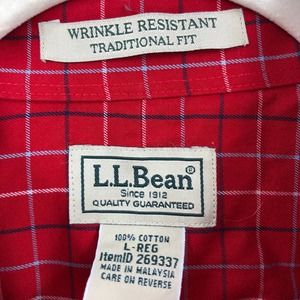 WRINKLE RESISTANT
TRADITIONAL FIT
L.L.Bean®
Since 1912
QUALITY GUARANTEED
100% COTTON
L-REG
ItemID 269337
MADE IN MALAYSIA
CARE ON REVERSE